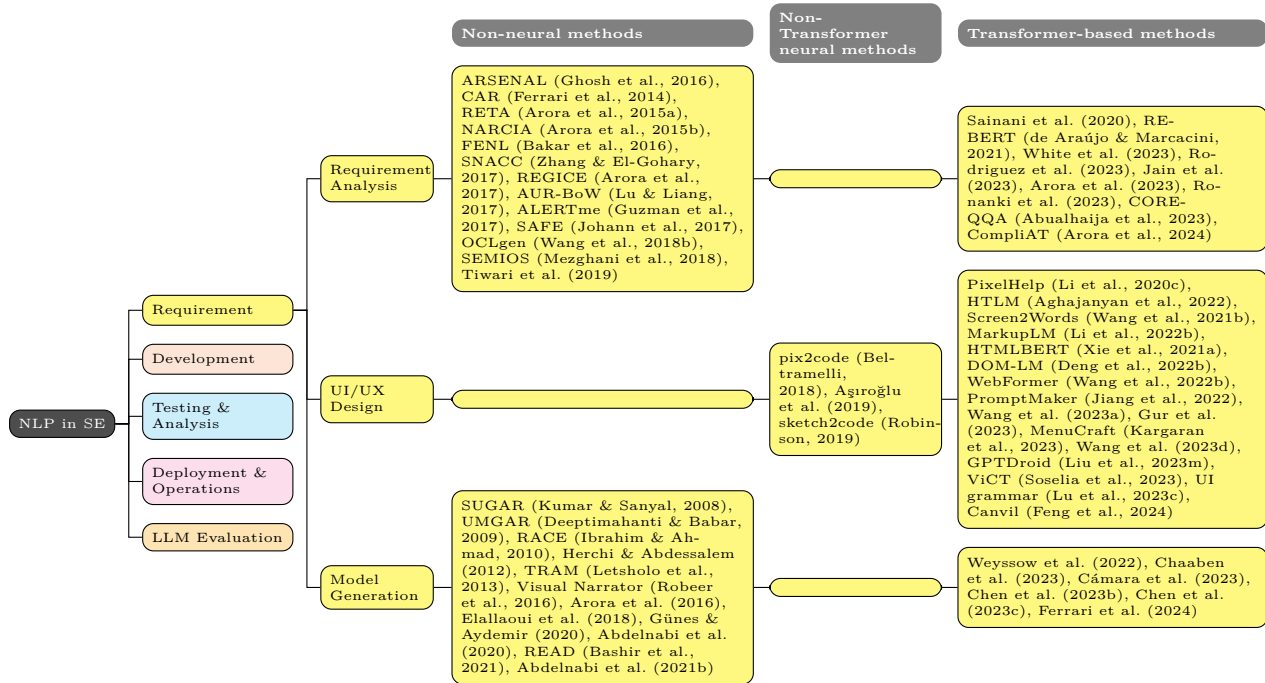 Non-neural methods
Non-
Transformer
neural methods
Transformer-based methods
NLP in SE
Requirement
Development
Testing &
Analysis
Deployment &
Operations
LLM Evaluation
Requirement
Analysis
ARSENAL (Ghosh et al., 2016),
CAR (Ferrari et al., 2014),
RETA (Arora et al., 2015a)
NARCIA (Arora et al., 2015b)
FENL (Bakar et al., 2016),
SNACC (Zhang & El-Gohary,
2017), REGICE (Arora et al.,
2017), AUR-BoW (Lu & Liang,
2017), ALERTme (Guzman et al.,
2017), SAFE (Johann et al., 2017),
OCLgen (Wang et al., 2018b),
SEMIOS (Mezghani et al., 2018),
Tiwari et al. (2019)
Sainani et al. (2020), RE-
BERT (de Araújo & Marcacini,
2021), White et al. (2023), Ro-
driguez et al. (2023), Jain et al.
(2023), Arora et al. (2023), Ro-
nanki et al. (2023), CORE-
QQA (Abualhaija et al., 2023),
CompliAT (Arora et al., 2024)
UI/UX
Design
pix2code (Bel-
tramelli,
2018), Aşıroğlu
et al. (2019),
sketch2code (Robin-
son, 2019)
PixelHelp (Li et al., 2020c),
HTLM (Aghajanyan et al., 2022),
Screen2Words (Wang et al., 2021b),
MarkupLM (Li et al., 2022b),
HTMLBERT (Xie et al., 2021a),
DOM-LM (Deng et al., 2022b),
WebFormer (Wang et al., 2022b),
PromptMaker (Jiang et al., 2022),
Wang et al. (2023a), Gur et al.
(2023), MenuCraft (Kargaran
et al., 2023), Wang et al. (2023d),
GPTDroid (Liu et al., 2023m),
ViCT (Soselia et al., 2023), UI
grammar (Lu et al., 2023c),
Canvil (Feng et al., 2024)
Model
Generation
SUGAR (Kumar & Sanyal, 2008),
UMGAR (Deeptimahanti & Babar,
2009), RACE (Ibrahim & Ah-
mad, 2010), Herchi & Abdessalem
(2012), TRAM (Letsholo et al.,
2013), Visual Narrator (Robeer
et al., 2016), Arora et al. (2016),
Elallaoui et al. (2018), Günes &
Aydemir (2020), Abdelnabi et al.
(2020), READ (Bashir et al.,
2021), Abdelnabi et al. (2021b)
Weyssow et al. (2022), Chaaben
et al. (2023), Cámara et al. (2023),
Chen et al. (2023b), Chen et al.
(2023c), Ferrari et al. (2024)